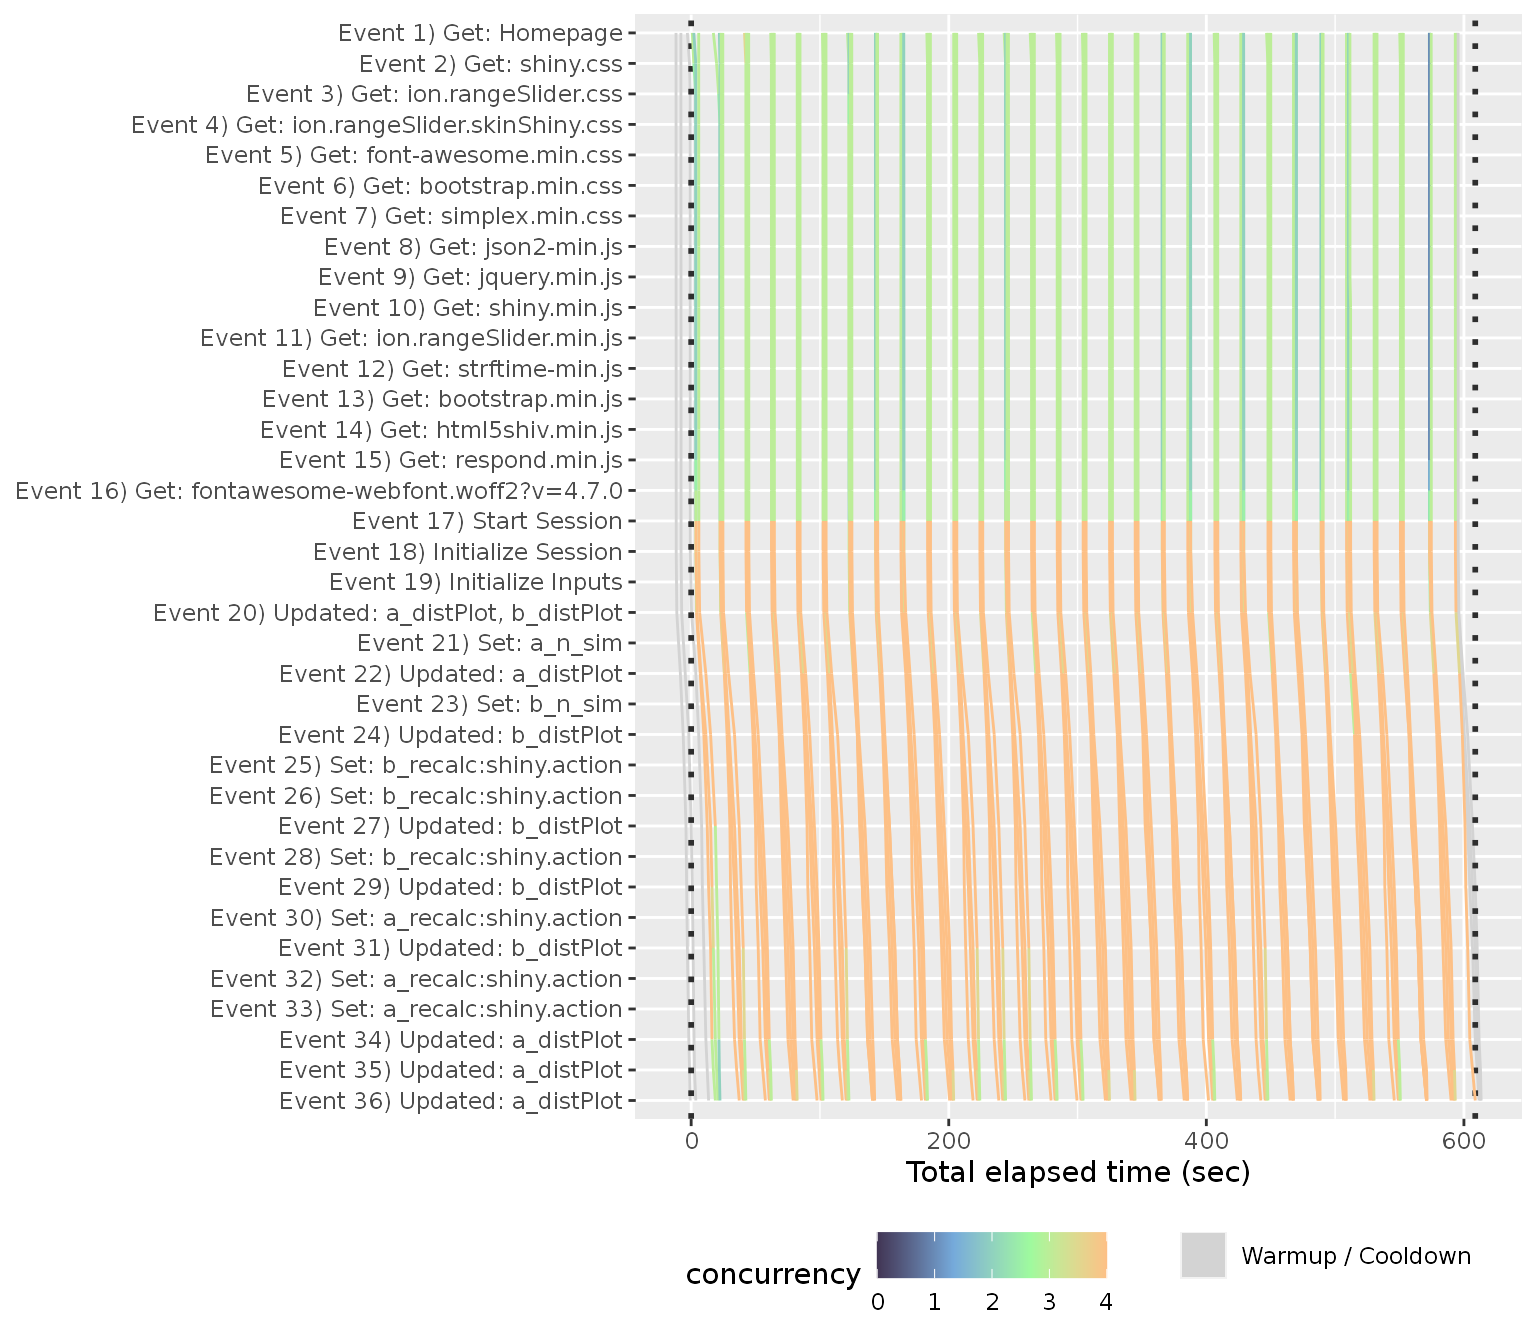 Event 1) Get: Homepage
Event 2) Get: shiny.css
Event 3) Get: ion.rangeSlider.css
Event 4) Get: ion.rangeSlider.skinShiny.css
Event 5) Get: font-awesome.min.css
Event 6) Get: bootstrap.min.css
Event 7) Get: simplex.min.css
Event 8) Get: json2-min.js
Event 9) Get: jquery.min.js
Event 10) Get: shiny.min.js
Event 11) Get: ion.rangeSlider.min.js
Event 12) Get: strftime-min.js
Event 13) Get: bootstrap.min.js
Event 14) Get: html5shiv.min.js
Event 15) Get: respond.min.js
Event 16) Get: fontawesome-webfont.woff2?v=4.7.0
Event 17) Start Session
Event 18) Initialize Session
Event 19) Initialize Inputs
Event 20) Updated: a_distPlot, b_distPlot
Event 21) Set: a_n_sim
Event 22) Updated: a_distPlot
Event 23) Set: b_n_sim
Event 24) Updated: b_distPlot
Event 25) Set: b_recalc:shiny.action
Event 26) Set: b_recalc:shiny.action
Event 27) Updated: b_distPlot
Event 28) Set: b_recalc:shiny.action
Event 29) Updated: b_distPlot
Event 30) Set: a_recalc:shiny.action
Event 31) Updated: b_distPlot
Event 32) Set: a_recalc:shiny.action
Event 33) Set: a_recalc:shiny.action
Event 34) Updated: a_distPlot
Event 35) Updated: a_distPlot
Event 36) Updated: a_distPlot
0 200 400 600
Total elapsed time (sec)
concurrency
0 1 2 3 4
Warmup / Cooldown